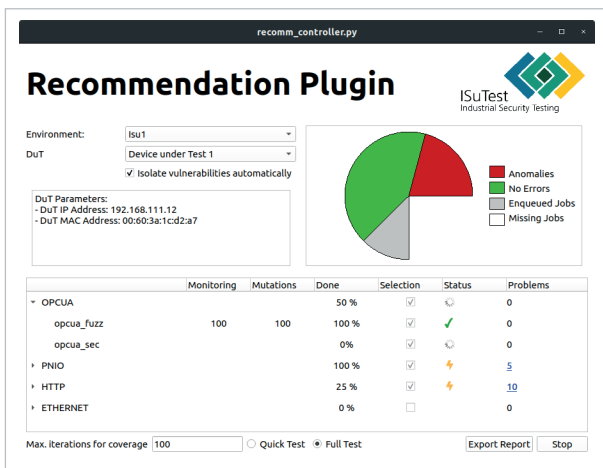 recomm_controller.py
Recommendation Plugin
ISuTest
Industrial Security Testing
Environment: Isu1
DuT Device under Test 1
Isolate vulnerabilities automatically
DuT Parameters:
- DuT IP Address: 192.168.111.12
- DuT MAC Address: 00:60:3a:1c:d2:a7
Anomalies
No Errors
Enqueued Jobs
Missing Jobs
Monitoring Mutations Done Selection Status Problems
OPCUA 50 % 0
opcua_fuzz 100 100 100 % 0
opcua_sec 0% 0
PNIO 100 % 5
HTTP 25 % 10
ETHERNET 0 % 0
Max. iterations for coverage 100 Quick Test Full Test Export Report Stop